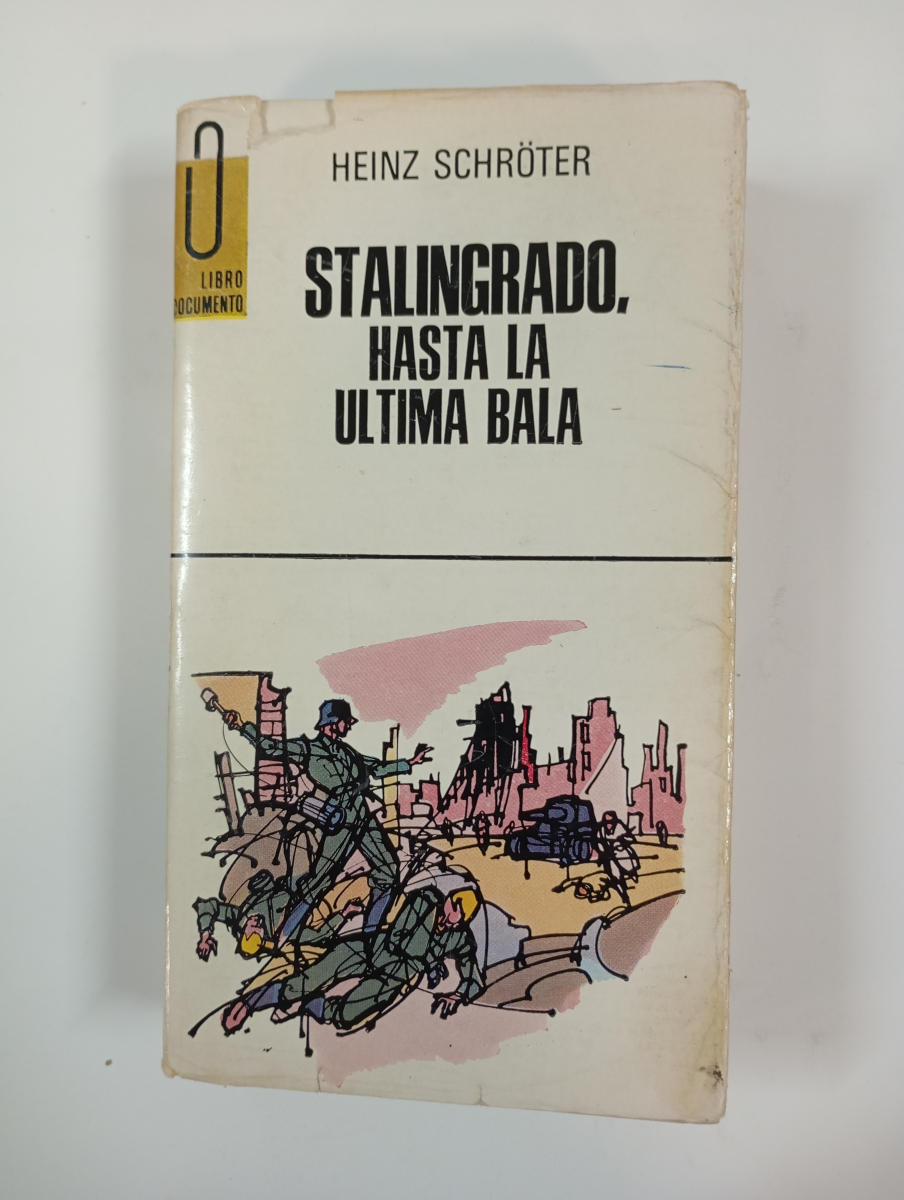 HEINZ SCHRÖTER
LIBRO
DOCUMENTO
STALINGRADO,
HASTA LA
ULTIMA BALA